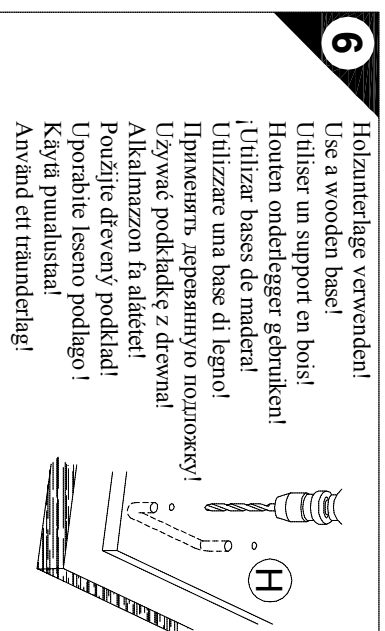 6
Holzunterlage verwenden!
Use a wooden base!
Utiliser un support en bois!
Houten onderlegger gebruiken!
¡Utilizar bases de madera!
Utilizzare una base di legno!
Применять деревянную подложку!
Używać podkładkę z drewna!
Alkalmazzon fa alátétet!
Použijte dřevený podklad!
Uporabite leseno podlago !
Käytä puualustaa!
Använd ett träunderlag!
H